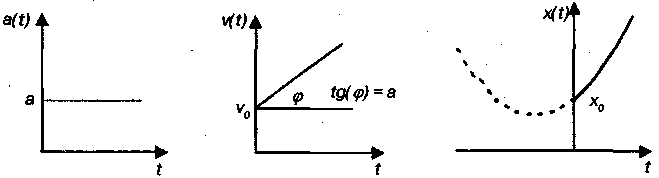 a(t)
a
t
v(t)
v₀
φ
tg(φ) = a
t
x(t)
x₀
t